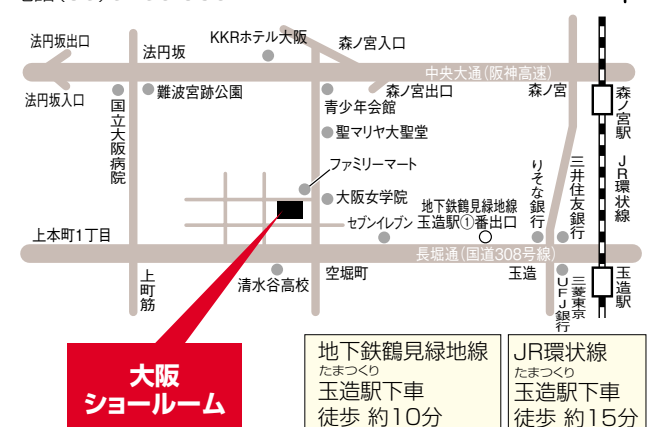 法円坂出口
法円坂
KKRホテル大阪
森ノ宮入口
中央大通(阪神高速)
法円坂入口
国立大阪病院
難波宮跡公園
森ノ宮出口
青少年会館
森ノ宮
森ノ宮駅
聖マリヤ大聖堂
ファミリーマート
大阪女学院
りそな銀行
三井住友銀行
JR環状線
地下鉄鶴見緑地線
玉造駅①番出口
セブンイレブン
上本町1丁目
長堀通(国道308号線)
上町筋
清水谷高校
空堀町
玉造
三菱東京
UFJ銀行
玉造駅
大阪
ショールーム
地下鉄鶴見緑地線
たまつくり
玉造駅下車
徒歩 約10分
JR環状線
たまつくり
玉造駅下車
徒歩 約15分